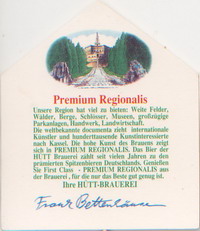 Premium Regionalis
Unsere Region hat viel zu bieten: Weite Felder,
Wälder, Berge, Schlösser, Museen, großzügige
Parkanlagen, Handwerk, Landwirtschaft.
Die weltbekannte documenta zieht internationale
Künstler und hunderttausende Kunstinteressierte
nach Kassel. Die hohe Kunst des Brauens zeigt
sich in PREMIUM REGIONALIS. Das Bier der
HUTT Brauerei zählt seit vielen Jahren zu den
prämierten Spitzenbieren Deutschlands. Genießen
Sie First Class - PREMIUM REGIONALIS aus
der Brauerei, für die nur das Beste gut genug ist.
Ihre HUTT-BRAUEREI
Frank Bettenhäuser